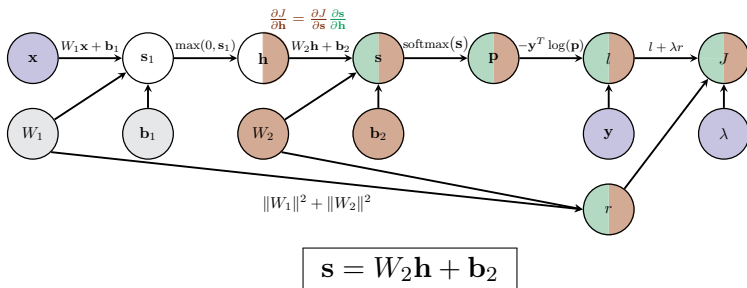 ∂J/∂h = ∂J/∂s ∂s/∂h
x W₁x + b₁ s₁ max(0, s₁) h W₂h + b₂ s softmax(s) p −yᵀ log(p) l l + λr J
W₁ b₁ W₂ b₂ y λ
‖W₁‖² + ‖W₂‖² r
s = W₂h + b₂